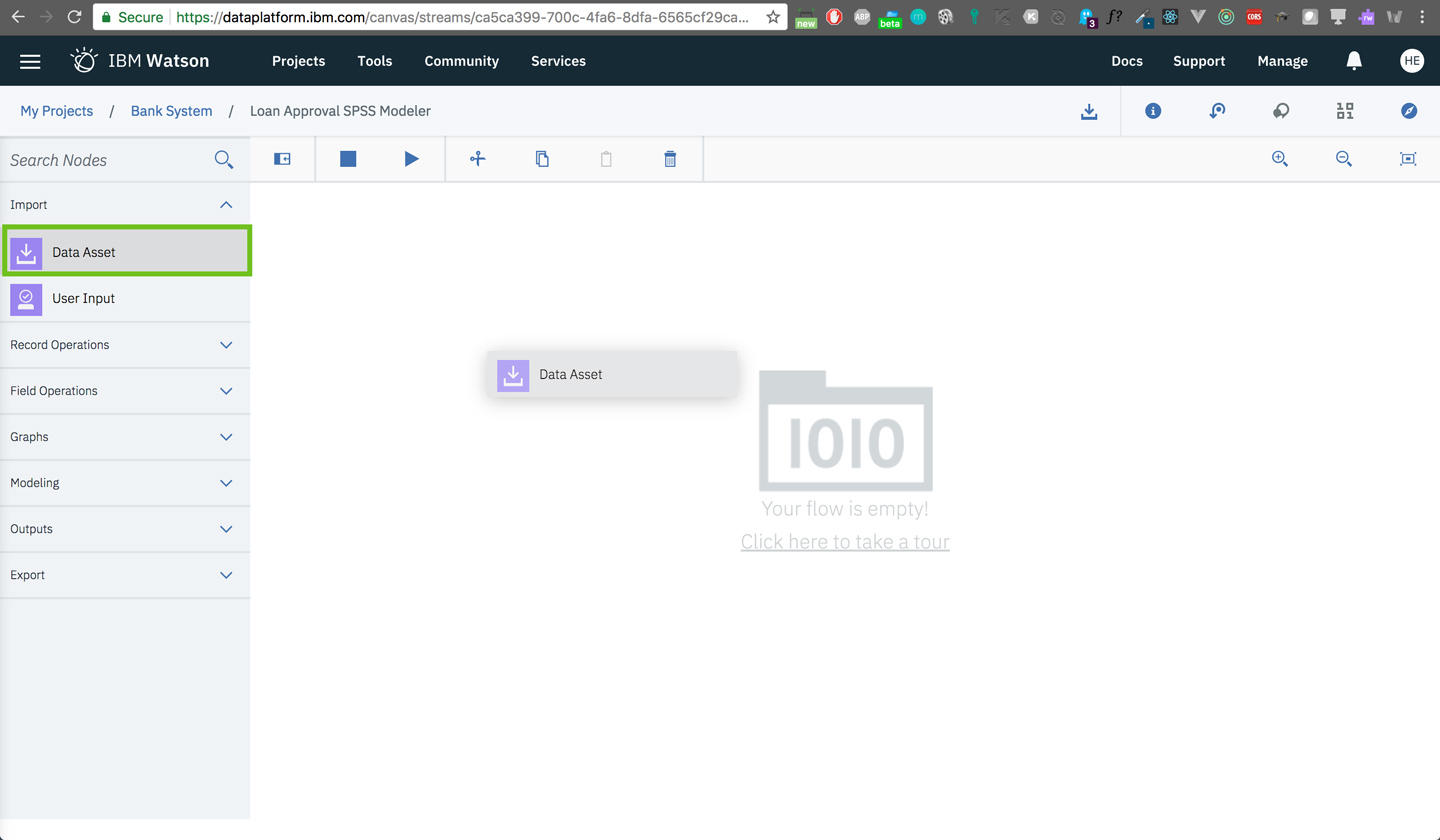 Secure https://dataplatform.ibm.com/canvas/streams/ca5ca399-700c-4fa6-8dfa-6565cf29ca...
new ABP beta m K 3 f? CORS rw
IBM Watson Projects Tools Community Services Docs Support Manage HE
My Projects / Bank System / Loan Approval SPSS Modeler
Search Nodes
Import
Data Asset
User Input
Record Operations
Field Operations
Graphs
Modeling
Outputs
Export
Data Asset
IOIO
Your flow is empty!
Click here to take a tour